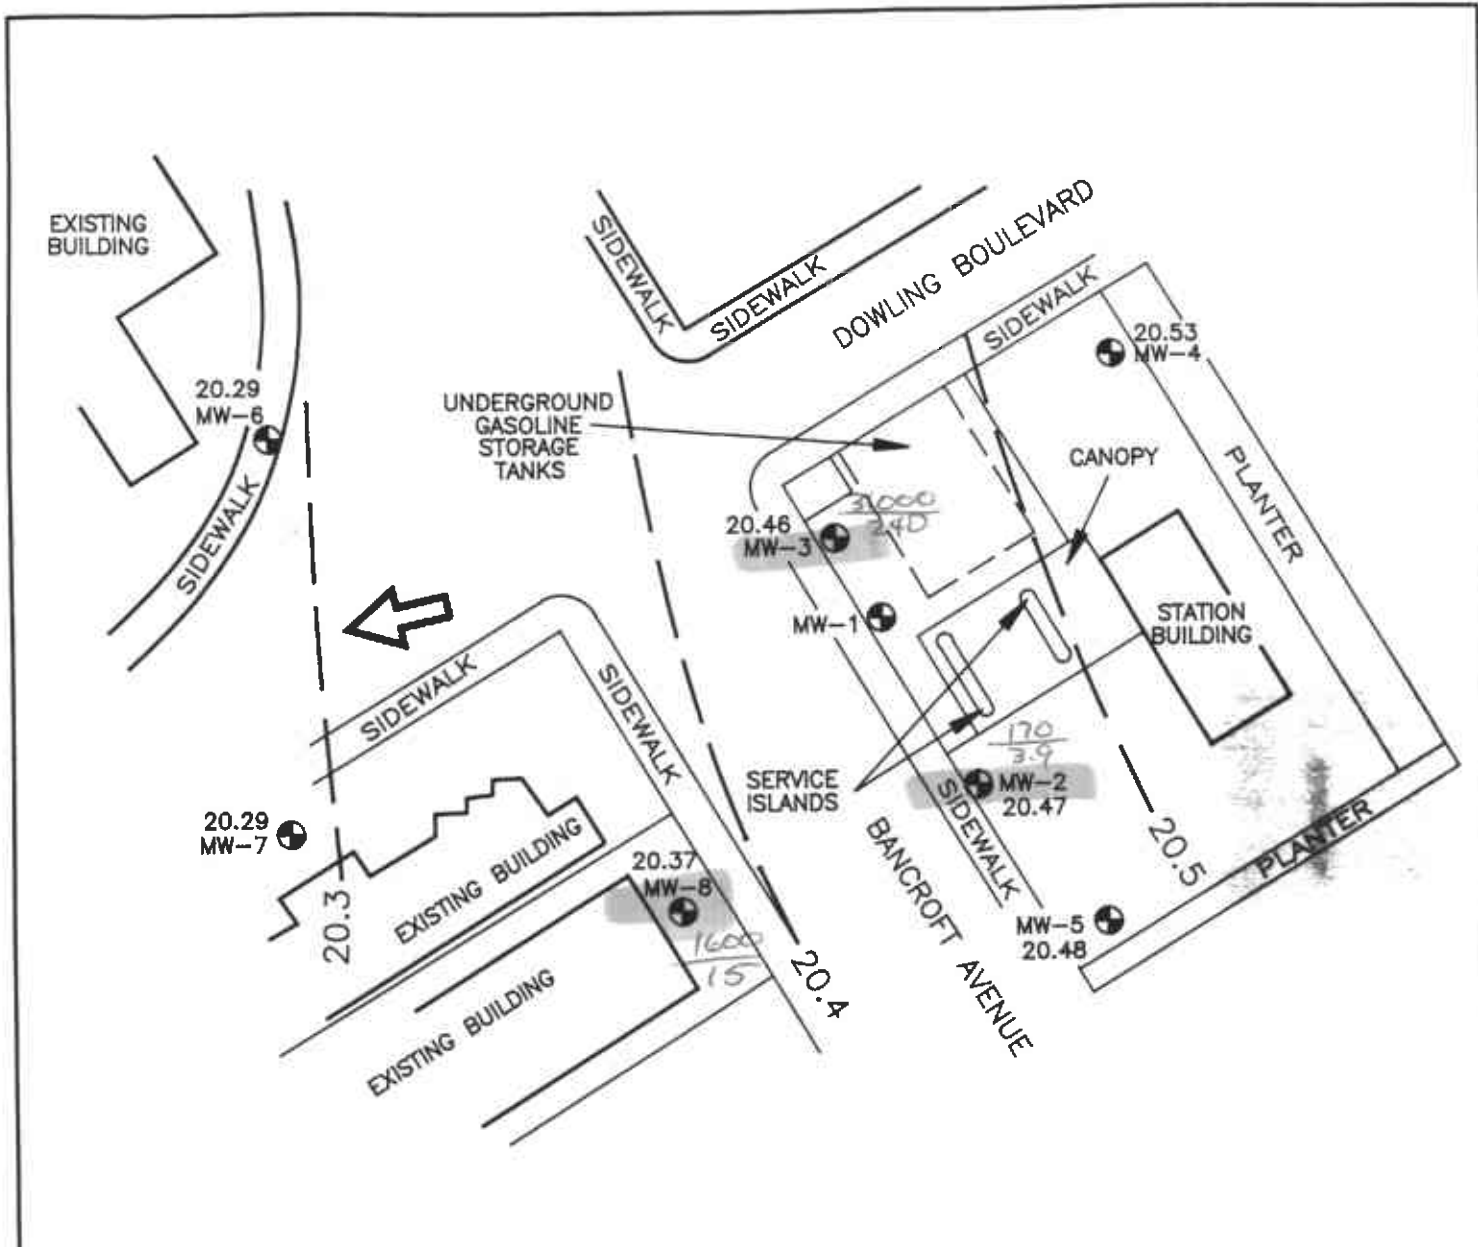 EXISTING
BUILDING
SIDEWALK
SIDEWALK
DOWLING BOULEVARD
SIDEWALK
20.53
MW-4
20.29
MW-6
UNDERGROUND
GASOLINE
STORAGE
TANKS
CANOPY
PLANTER
SIDEWALK
20.46
MW-3
2.40
MW-1
STATION
BUILDING
SIDEWALK
SIDEWALK
170
3.9
SERVICE
ISLANDS
MW-2
20.47
SIDEWALK
BANCROFT AVENUE
20.5
PLANTER
20.29
MW-7
20.3
EXISTING BUILDING
20.37
MW-8
1600
15
MW-5
20.48
20.4
EXISTING BUILDING